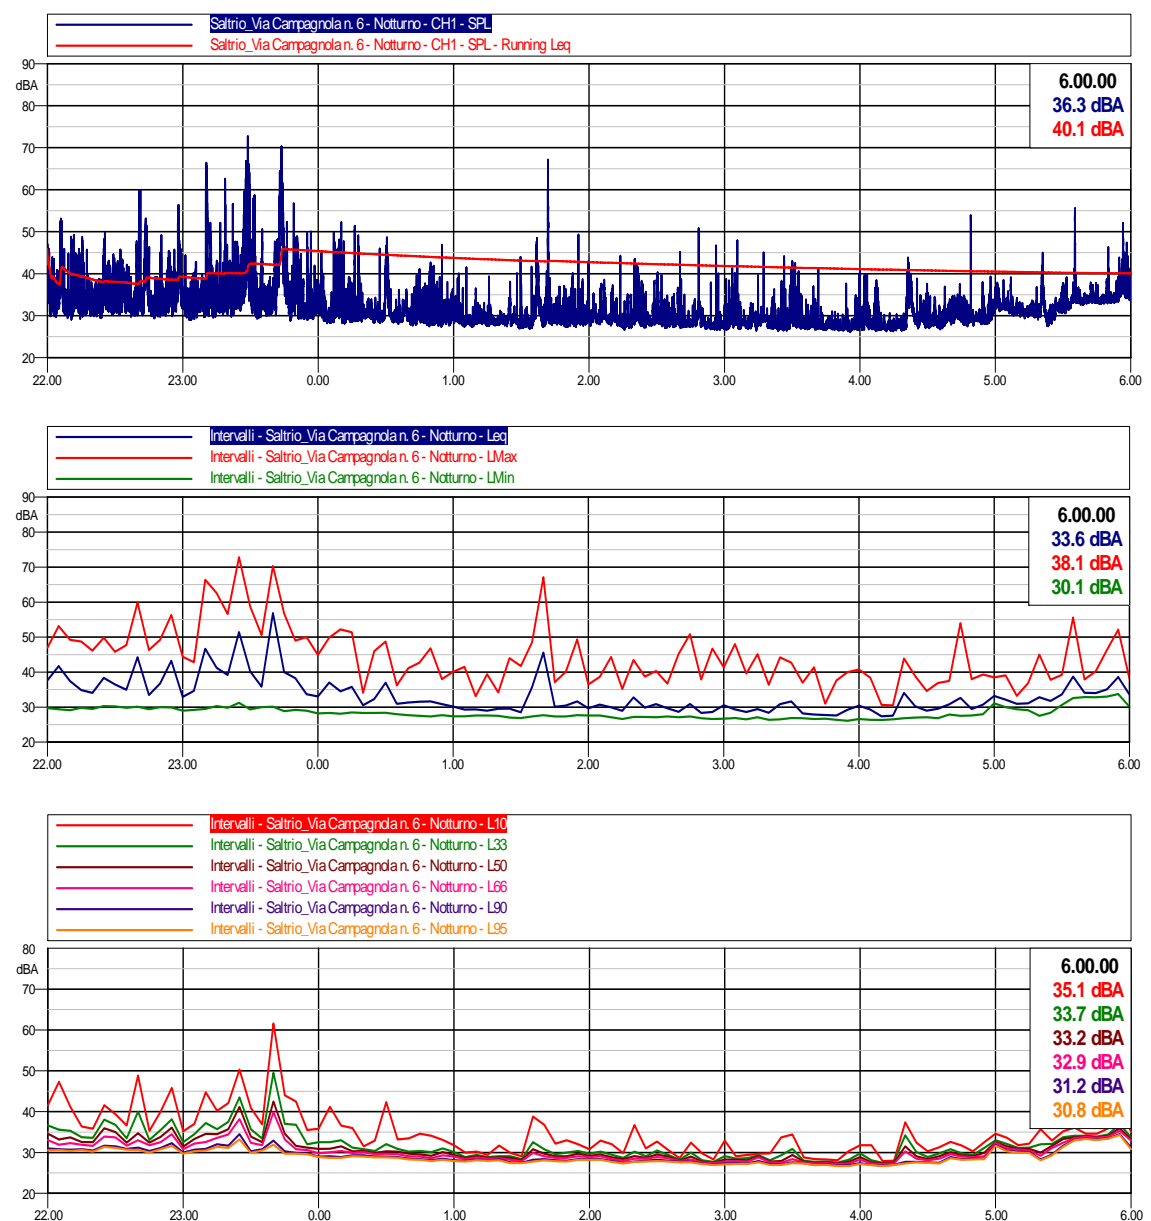 Saltrio_Via Campagnola n. 6 - Notturno - CH1 - SPL
Saltrio_Via Campagnola n. 6 - Notturno - CH1 - SPL - Running Leq
90
dBA
80
70
60
50
40
30
20
6.00.00
36.3 dBA
40.1 dBA
22.00 23.00 0.00 1.00 2.00 3.00 4.00 5.00 6.00
Intervalli - Saltrio_Via Campagnola n. 6 - Notturno - Leq
Intervalli - Saltrio_Via Campagnola n. 6 - Notturno - LMax
Intervalli - Saltrio_Via Campagnola n. 6 - Notturno - LMin
90
dBA
80
70
60
50
40
30
20
6.00.00
33.6 dBA
38.1 dBA
30.1 dBA
22.00 23.00 0.00 1.00 2.00 3.00 4.00 5.00 6.00
Intervalli - Saltrio_Via Campagnola n. 6 - Notturno - L10
Intervalli - Saltrio_Via Campagnola n. 6 - Notturno - L33
Intervalli - Saltrio_Via Campagnola n. 6 - Notturno - L50
Intervalli - Saltrio_Via Campagnola n. 6 - Notturno - L66
Intervalli - Saltrio_Via Campagnola n. 6 - Notturno - L90
Intervalli - Saltrio_Via Campagnola n. 6 - Notturno - L95
80
dBA
70
60
50
40
30
20
6.00.00
35.1 dBA
33.7 dBA
33.2 dBA
32.9 dBA
31.2 dBA
30.8 dBA
22.00 23.00 0.00 1.00 2.00 3.00 4.00 5.00 6.00